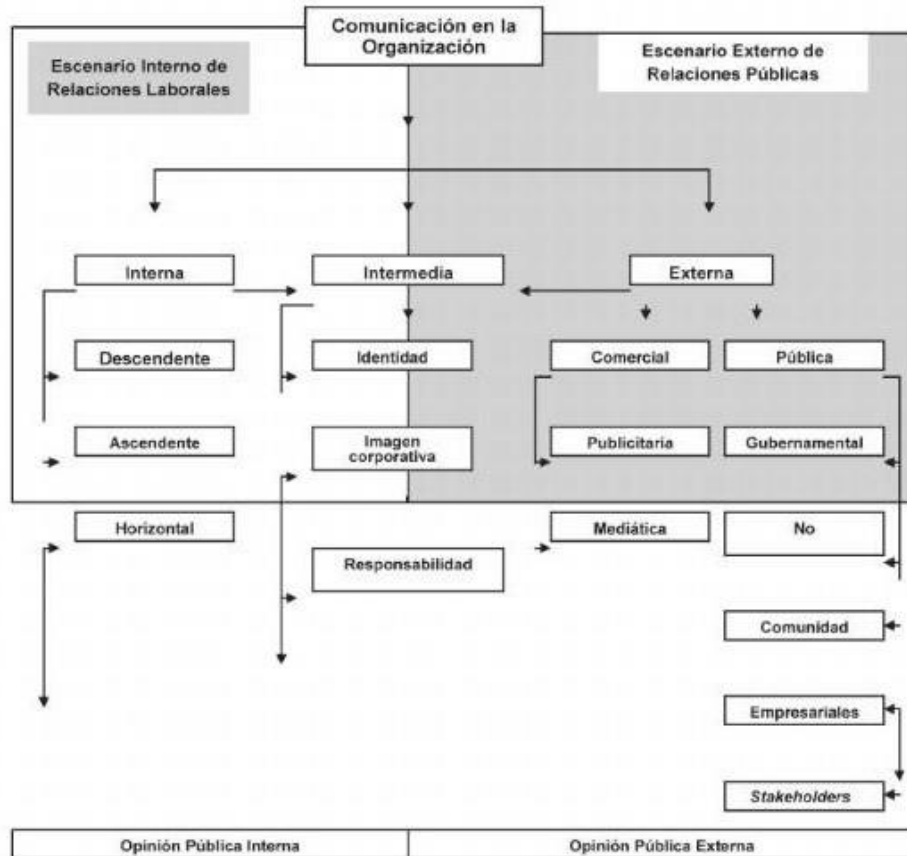 Comunicación en la
Organización
Escenario Interno de
Relaciones Laborales
Escenario Externo de
Relaciones Públicas
Interna
Intermedia
Externa
Descendente
Identidad
Comercial
Pública
Ascendente
Imagen
corporativa
Publicitaria
Gubernamental
Horizontal
Responsabilidad
Mediática
No
Comunidad
Empresariales
Stakeholders
Opinión Pública Interna
Opinión Pública Externa